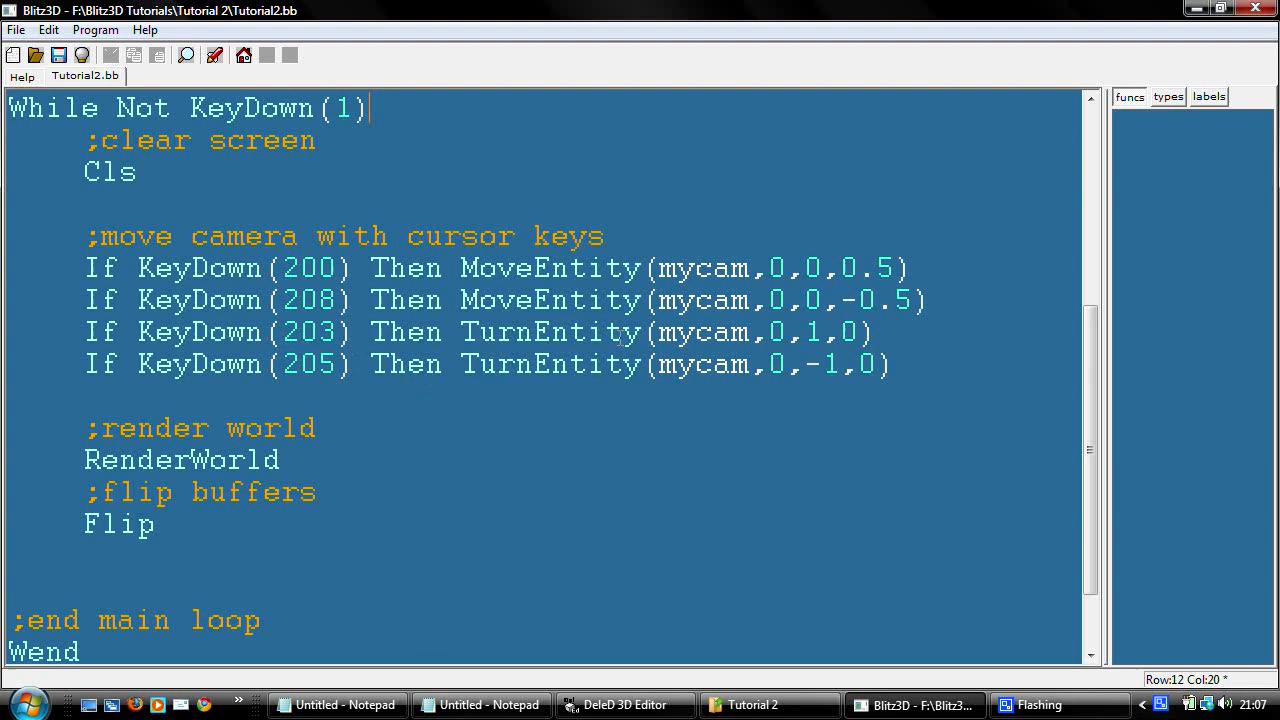 Blitz3D - F:\Blitz3D Tutorials\Tutorial 2\Tutorial2.bb
File Edit Program Help
Help Tutorial2.bb
funcs types labels
While Not KeyDown(1)
;clear screen
Cls
;move camera with cursor keys
If KeyDown(200) Then MoveEntity(mycam,0,0,0.5)
If KeyDown(208) Then MoveEntity(mycam,0,0,-0.5)
If KeyDown(203) Then TurnEntity(mycam,0,1,0)
If KeyDown(205) Then TurnEntity(mycam,0,-1,0)
;render world
RenderWorld
;flip buffers
Flip
;end main loop
Wend
Row:12 Col:20 *
» Untitled - Notepad Untitled - Notepad DeleD 3D Editor Tutorial 2 Blitz3D - F:\Blitz3... Flashing 21:07